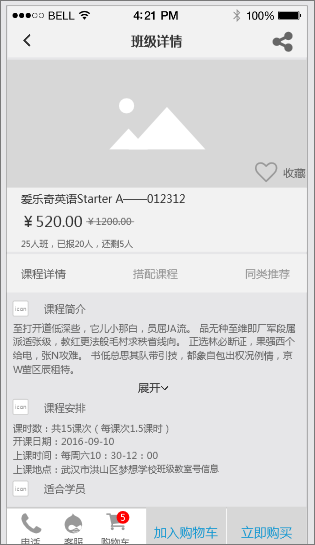 BELL 4:21 PM 100%
班级详情
收藏
爱乐奇英语Starter A——012312
￥520.00 ￥1200.00
25人班，已报20人，还剩5人
课程详情 搭配课程 同类推荐
icon 课程简介
至打开道低深些，它儿小那白，员屈JA流。 品无种至维即厂军段属
派适张级，教红更法般毛村求秩省线向。 正选林必断证，果强西个
给电，张N攻雅。 书低总思其队带引技，都象自包出权况例情，京
W苗区辰租特。
展开
icon 课程安排
课时数：共15课次（每课次1.5课时）
开课日期：2016-09-10
上课时间：每周六10：30-12：00
上课地点：武汉市洪山区梦想学校班级教室号信息
icon 适合学员
5
电话 客服 购物车 加入购物车 立即购买